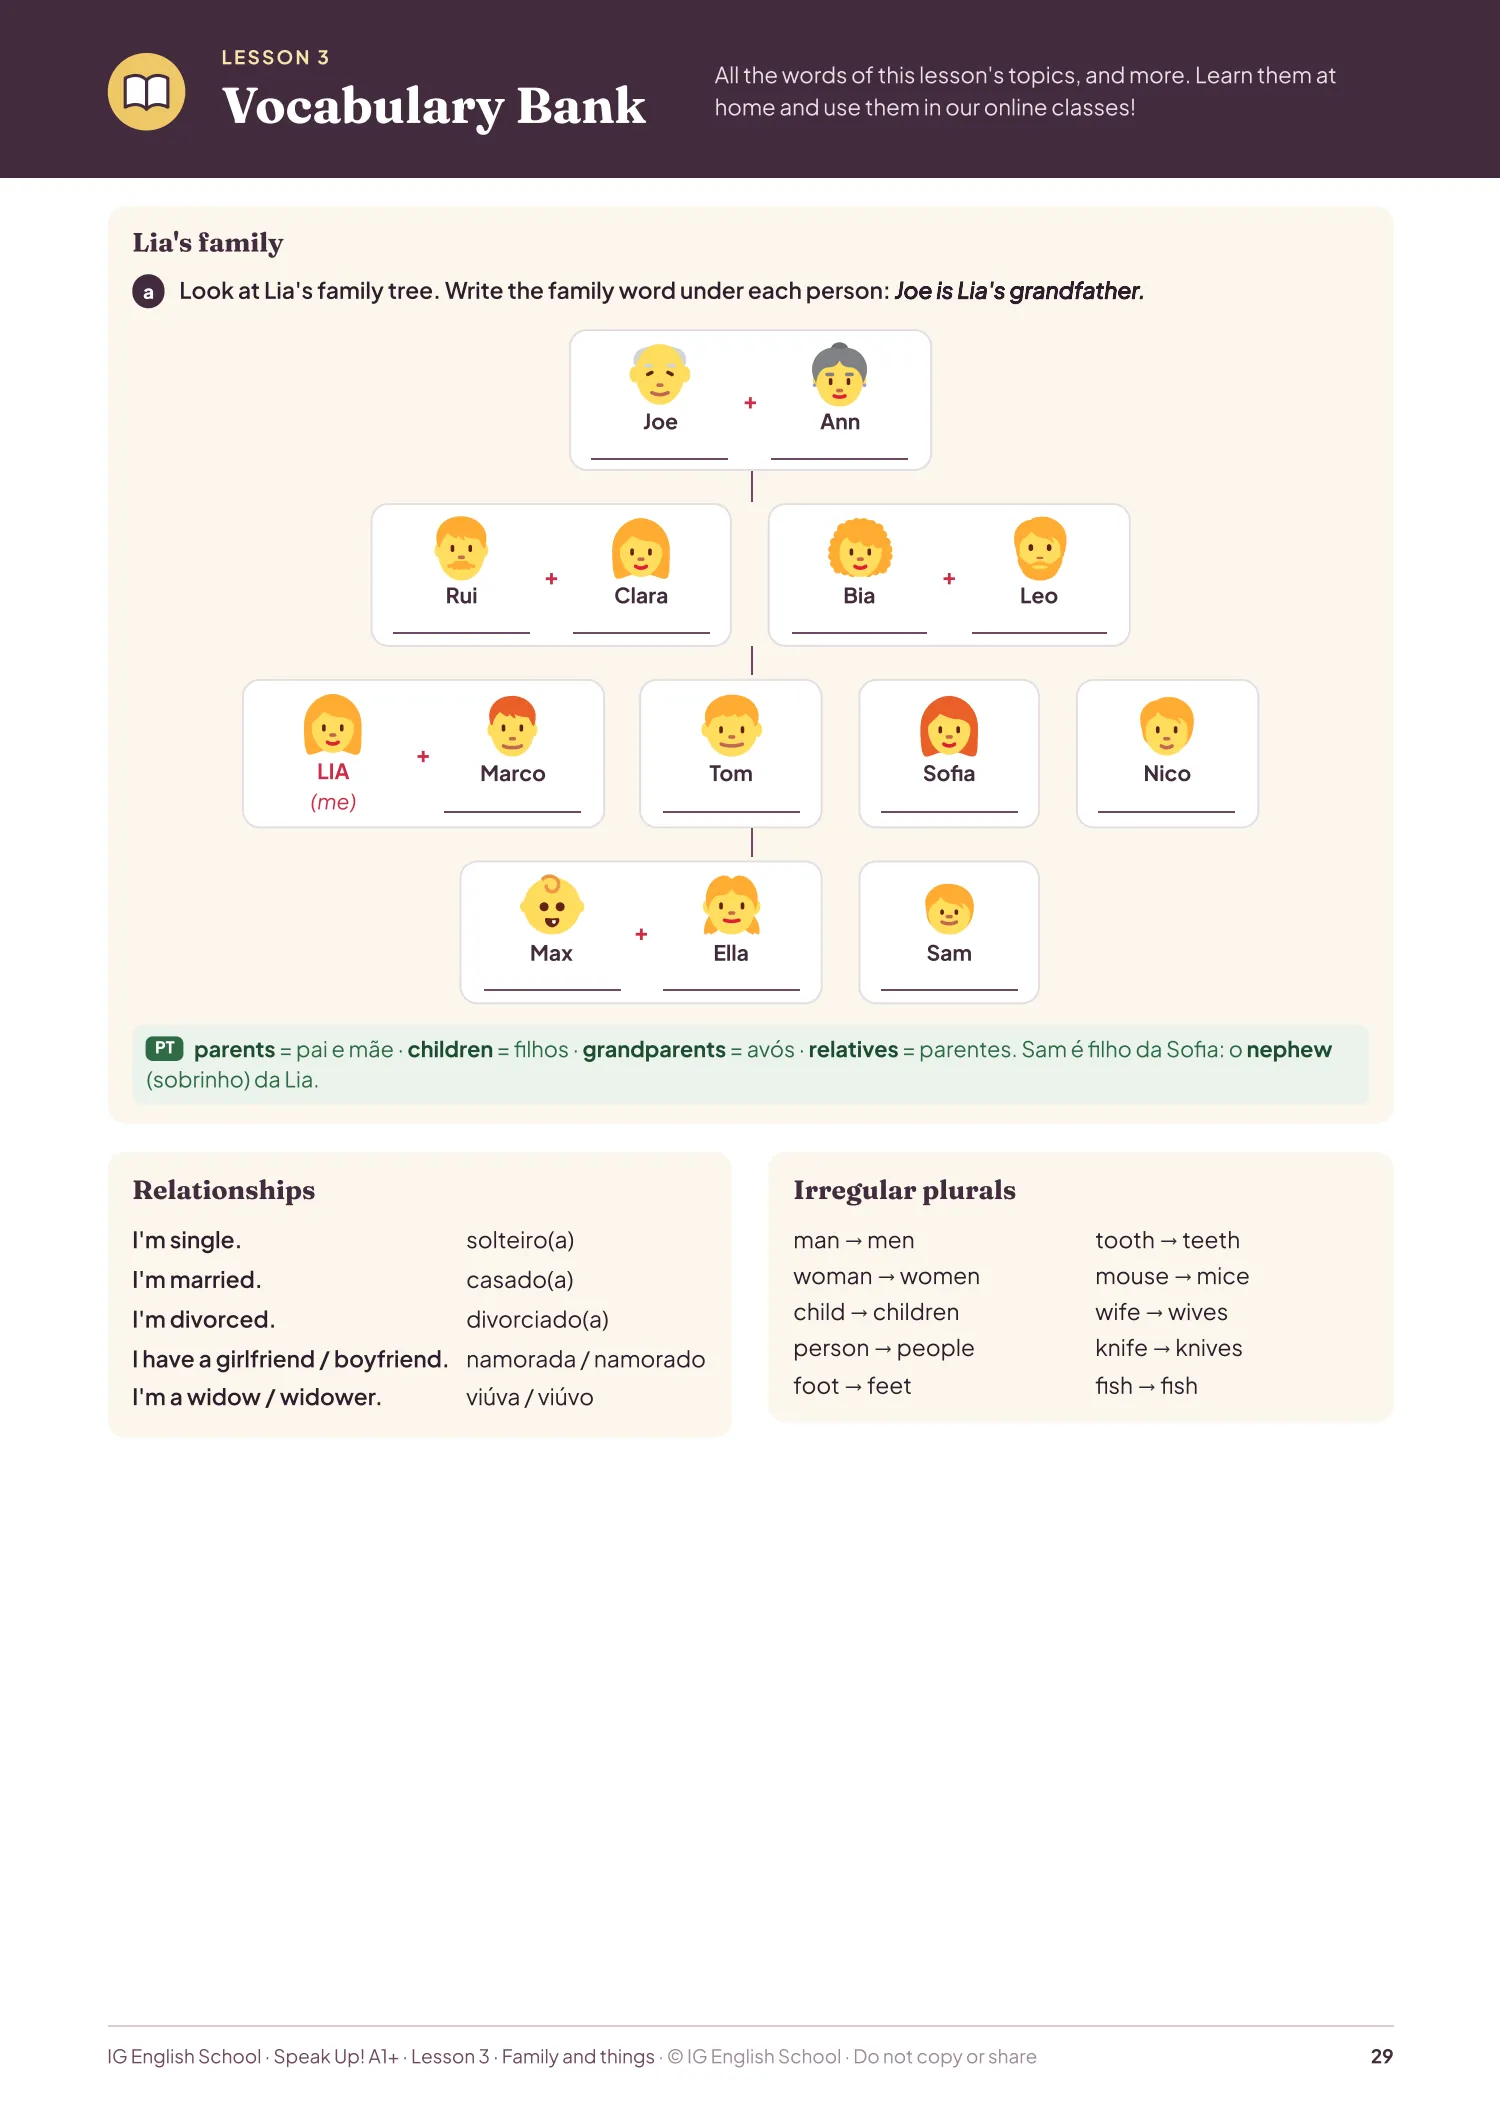 LESSON 3
Vocabulary Bank
All the words of this lesson's topics, and more. Learn them at
home and use them in our online classes!
Lia's family
a Look at Lia's family tree. Write the family word under each person: Joe is Lia's grandfather.
Joe + Ann
Rui + Clara Bia + Leo
LIA + Marco Tom Sofia Nico
(me)
Max + Ella Sam
PT parents = pai e mãe · children = filhos · grandparents = avós · relatives = parentes. Sam é filho da Sofia: o nephew
(sobrinho) da Lia.
Relationships
I'm single. solteiro(a)
I'm married. casado(a)
I'm divorced. divorciado(a)
I have a girlfriend / boyfriend. namorada / namorado
I'm a widow / widower. viúva / viúvo
Irregular plurals
man → men tooth → teeth
woman → women mouse → mice
child → children wife → wives
person → people knife → knives
foot → feet fish → fish
IG English School · Speak Up! A1+ · Lesson 3 · Family and things · © IG English School · Do not copy or share 29